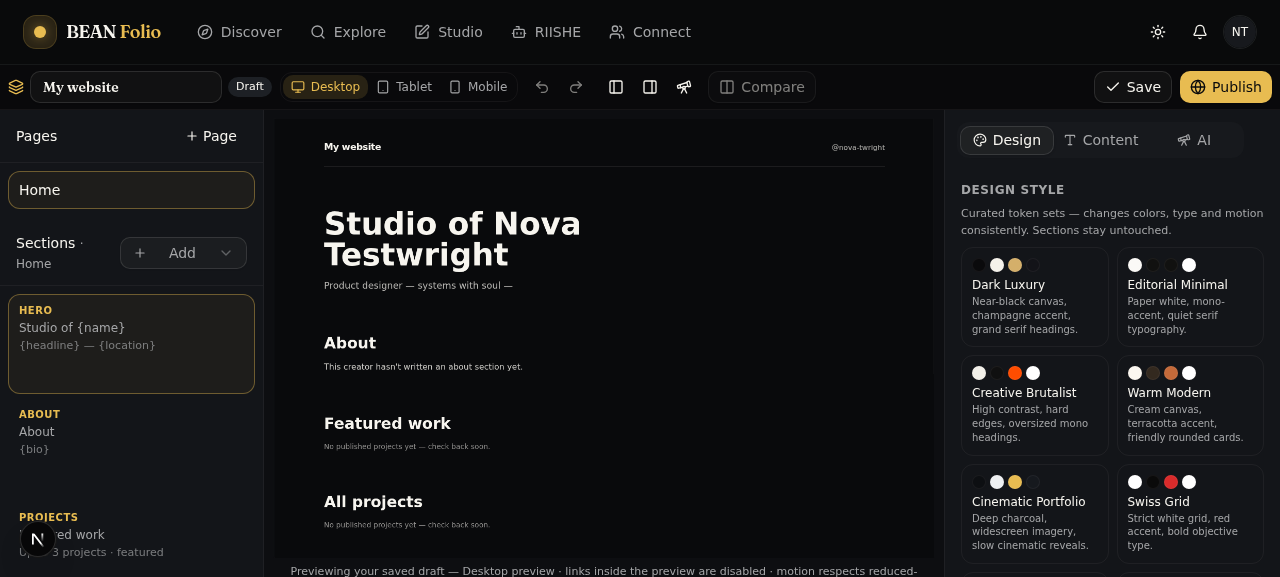 BEAN Folio
Discover
Explore
Studio
RIISHE
Connect
NT
My website
Draft
Desktop
Tablet
Mobile
Compare
Save
Publish
Pages
+ Page
Home
Sections ·
Home
+ Add
HERO
Studio of {name}
{headline} — {location}
ABOUT
About
{bio}
PROJECTS
red work
3 projects · featured
N
My website
@nova-twright
Studio of Nova
Testwright
Product designer — systems with soul —
About
This creator hasn't written an about section yet.
Featured work
No published projects yet — check back soon.
All projects
No published projects yet — check back soon.
Previewing your saved draft — Desktop preview · links inside the preview are disabled · motion respects reduced-
Design
Content
AI
DESIGN STYLE
Curated token sets — changes colors, type and motion
consistently. Sections stay untouched.
Dark Luxury
Near-black canvas,
champagne accent,
grand serif headings.
Editorial Minimal
Paper white, mono-
accent, quiet serif
typography.
Creative Brutalist
High contrast, hard
edges, oversized mono
headings.
Warm Modern
Cream canvas,
terracotta accent,
friendly rounded cards.
Cinematic Portfolio
Deep charcoal,
widescreen imagery,
slow cinematic reveals.
Swiss Grid
Strict white grid, red
accent, bold objective
type.